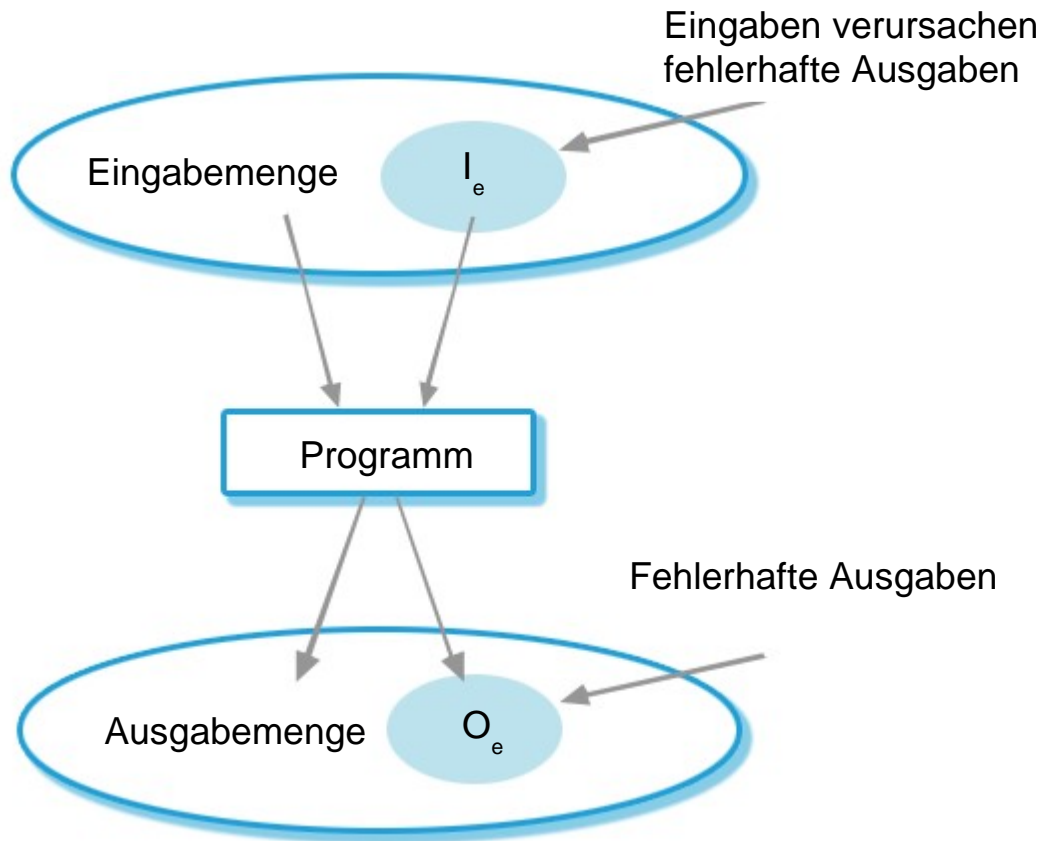 Eingaben verursachen
fehlerhafte Ausgaben
Eingabemenge
Ie
Programm
Fehlerhafte Ausgaben
Ausgabemenge
Oe